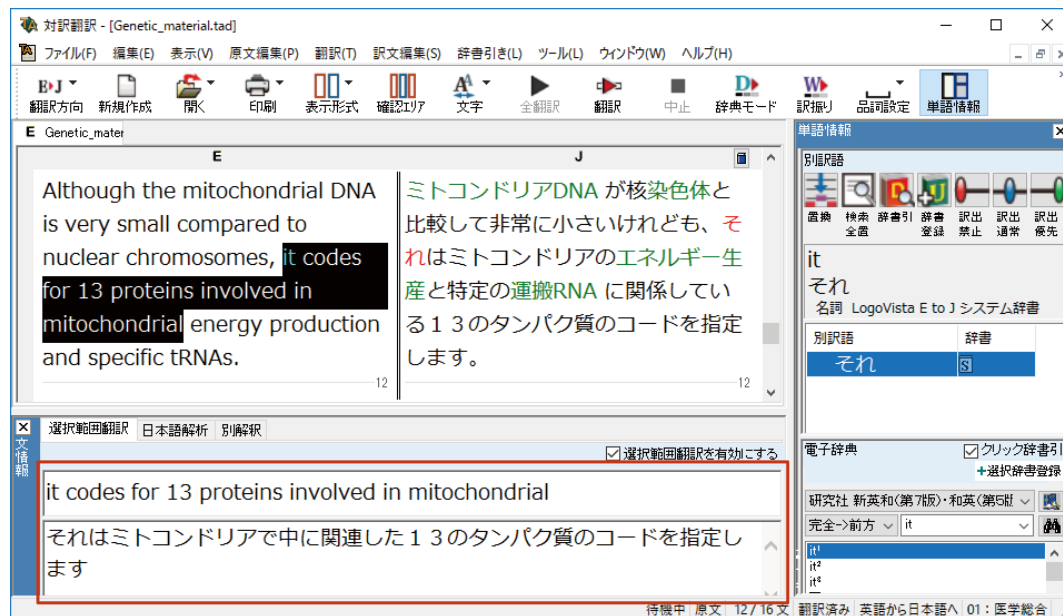 対訳翻訳 - [Genetic_material.tad]
ファイル(F) 編集(E) 表示(V) 原文編集(P) 翻訳(T) 訳文編集(S) 辞書引き(L) ツール(L) ウィンドウ(W) ヘルプ(H)
E▸J
翻訳方向 新規作成 開く 印刷 表示形式 確認エリア 文字 全翻訳 翻訳 中止 辞典モード 訳振り 品詞設定 単語情報
E Genetic_mater
E J
Although the mitochondrial DNA
is very small compared to
nuclear chromosomes, it codes
for 13 proteins involved in
mitochondrial energy production
and specific tRNAs.
12
ミトコンドリアDNA が核染色体と
比較して非常に小さいけれども、そ
れはミトコンドリアのエネルギー生
産と特定の運搬RNA に関係してい
る１３のタンパク質のコードを指定
します。
12
文情報
選択範囲翻訳 日本語解析 別解釈
選択範囲翻訳を有効にする
it codes for 13 proteins involved in mitochondrial
それはミトコンドリアで中に関連した１３のタンパク質のコードを指定し
ます
単語情報
別訳語
置換 検索全置 辞書引 辞書登録 訳出禁止 訳出通常 訳出優先
it
それ
名詞 LogoVista E to J システム辞書
別訳語 辞書
それ S
電子辞典 クリック辞書引
+選択辞書登録
研究社 新英和(第7版)・和英(第5版
完全->前方 it
it¹
it²
it⁶
待機中 原文 12 / 16 文 翻訳済み 英語から日本語へ 01：医学総合